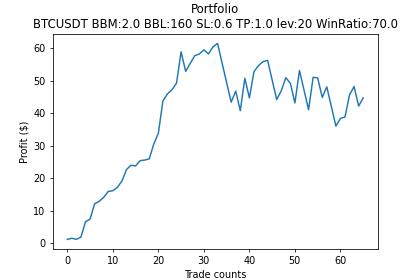 Portfolio
BTCUSDT BBM:2.0 BBL:160 SL:0.6 TP:1.0 lev:20 WinRatio:70.0
Profit ($)
60
50
40
30
20
10
0
0 10 20 30 40 50 60
Trade counts